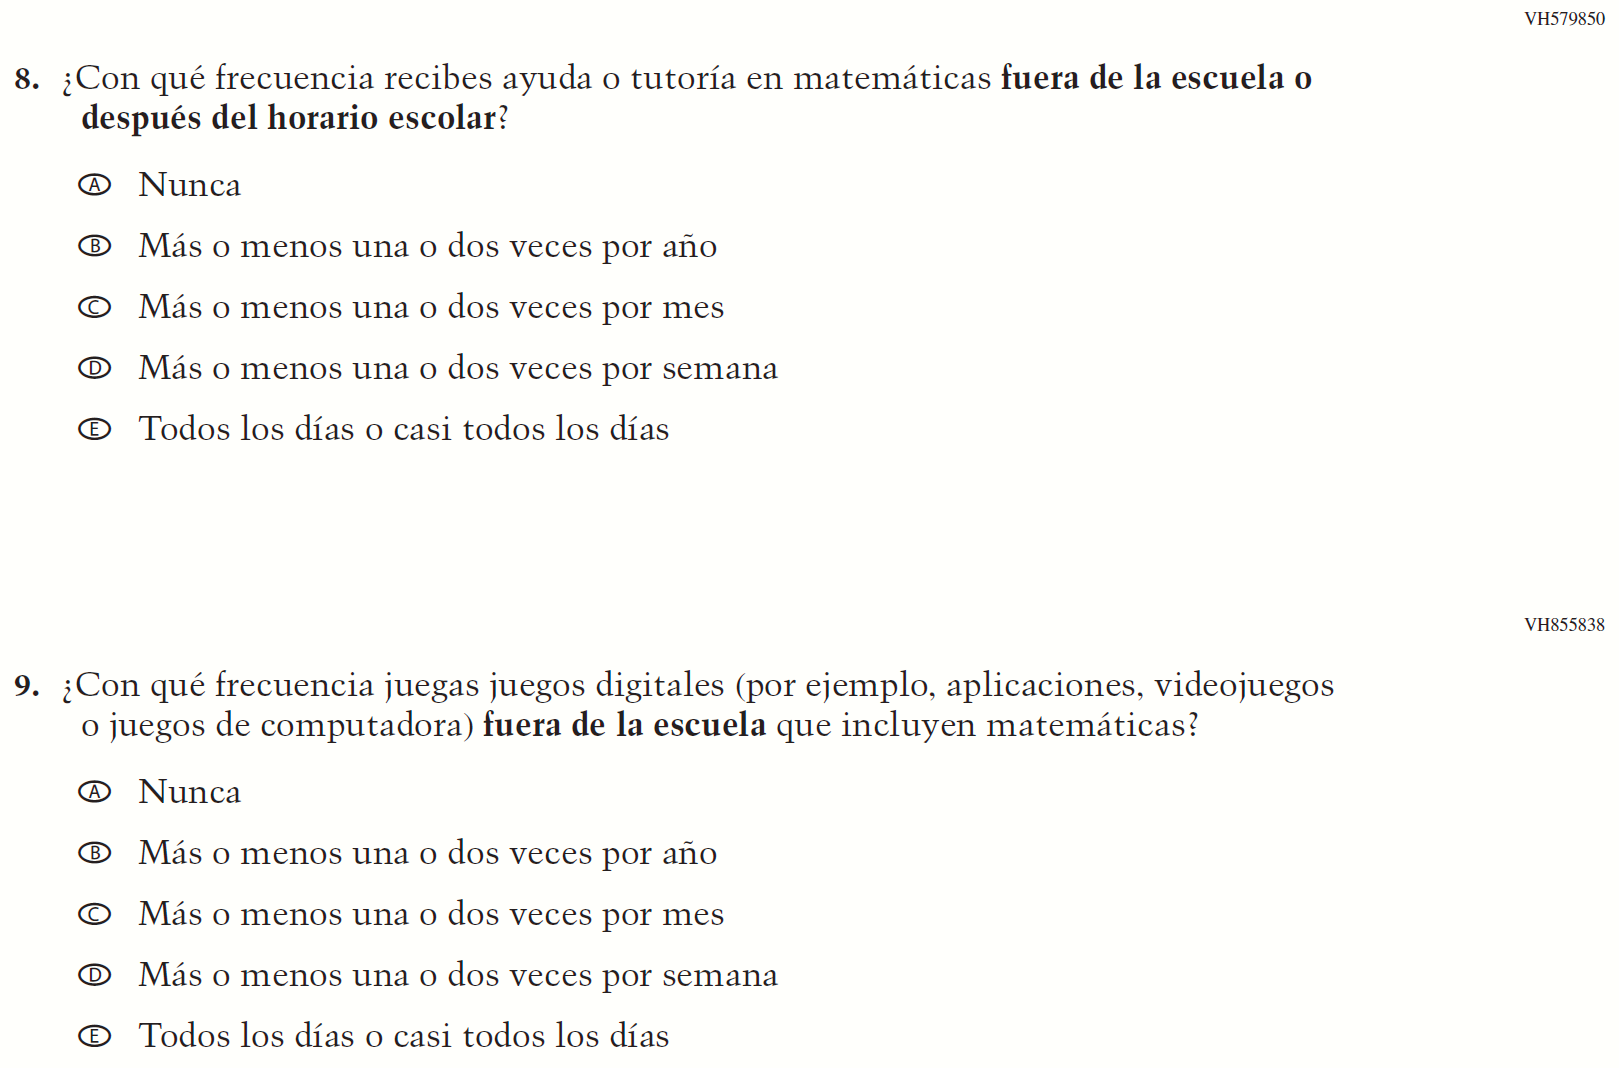 VH579850
8. ¿Con qué frecuencia recibes ayuda o tutoría en matemáticas fuera de la escuela o
después del horario escolar?
A Nunca
B Más o menos una o dos veces por año
C Más o menos una o dos veces por mes
D Más o menos una o dos veces por semana
E Todos los días o casi todos los días
VH855838
9. ¿Con qué frecuencia juegas juegos digitales (por ejemplo, aplicaciones, videojuegos
o juegos de computadora) fuera de la escuela que incluyen matemáticas?
A Nunca
B Más o menos una o dos veces por año
C Más o menos una o dos veces por mes
D Más o menos una o dos veces por semana
E Todos los días o casi todos los días